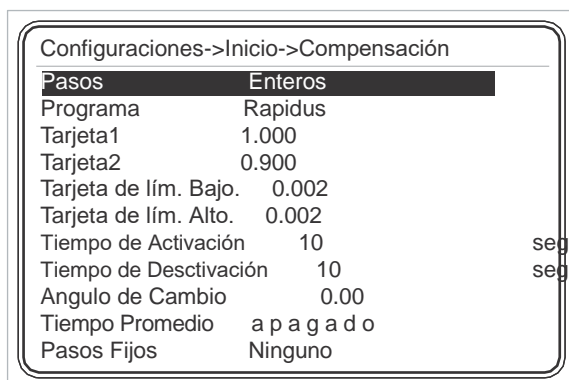 Configuraciones->Inicio->Compensación
Pasos Enteros
Programa Rapidus
Tarjeta1 1.000
Tarjeta2 0.900
Tarjeta de lím. Bajo. 0.002
Tarjeta de lím. Alto. 0.002
Tiempo de Activación 10 seg
Tiempo de Desctivación 10 seg
Angulo de Cambio 0.00
Tiempo Promedio a p a g a d o
Pasos Fijos Ninguno